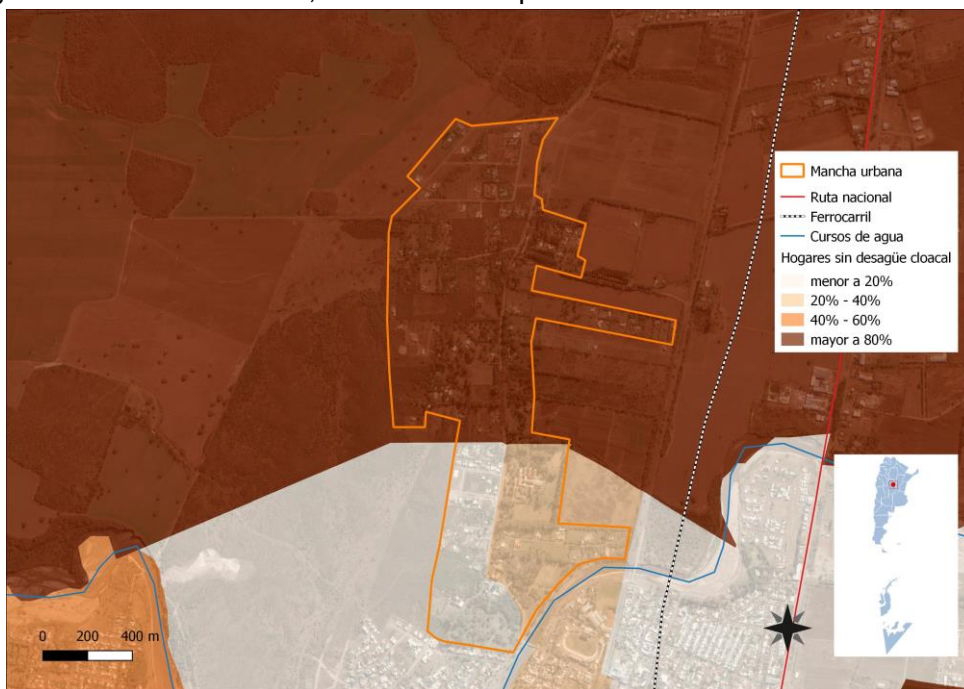 Mancha urbana
Ruta nacional
Ferrocarril
Cursos de agua
Hogares sin desagüe cloacal
menor a 20%
20% - 40%
40% - 60%
mayor a 80%
0 200 400 m